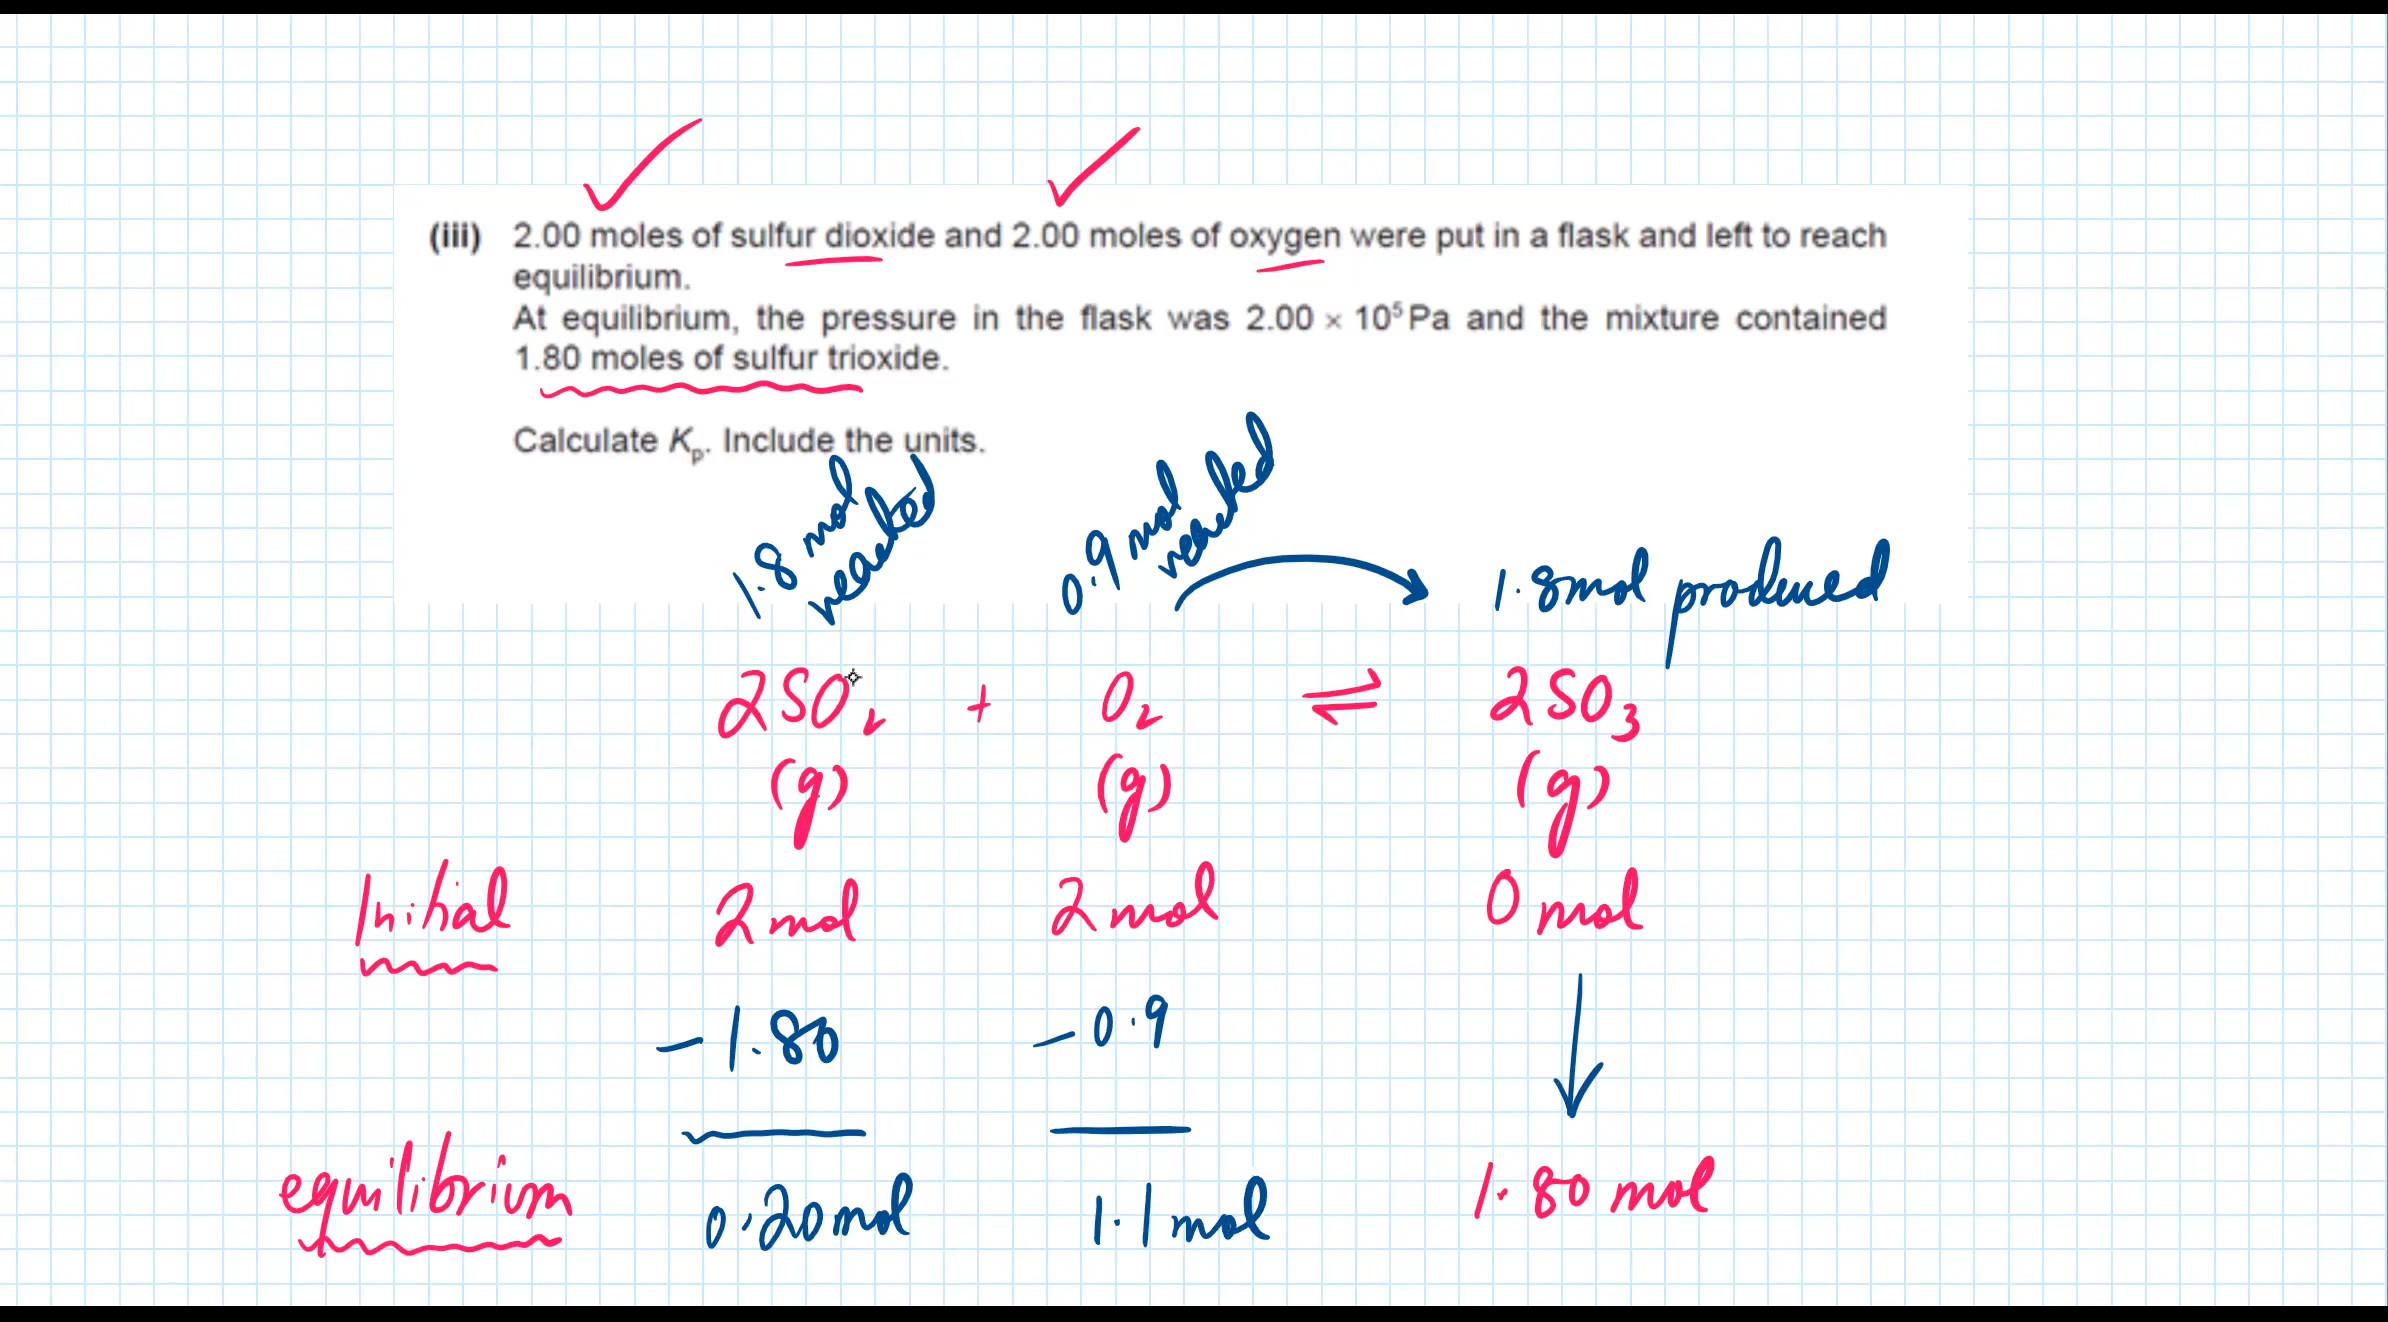 (iii) 2.00 moles of sulfur dioxide and 2.00 moles of oxygen were put in a flask and left to reach
equilibrium.
At equilibrium, the pressure in the flask was 2.00 × 10⁵ Pa and the mixture contained
1.80 moles of sulfur trioxide.
Calculate Kₚ. Include the units.
1.8 mol
reacted
0.9 mol
reacted
1.8mol produced
2SO₂ + O₂ ⇌ 2SO₃
(g) (g) (g)
Initial 2 mol 2 mol 0 mol
− 1.80 − 0.9
equilibrium 0.20 mol 1.1 mol 1.80 mol